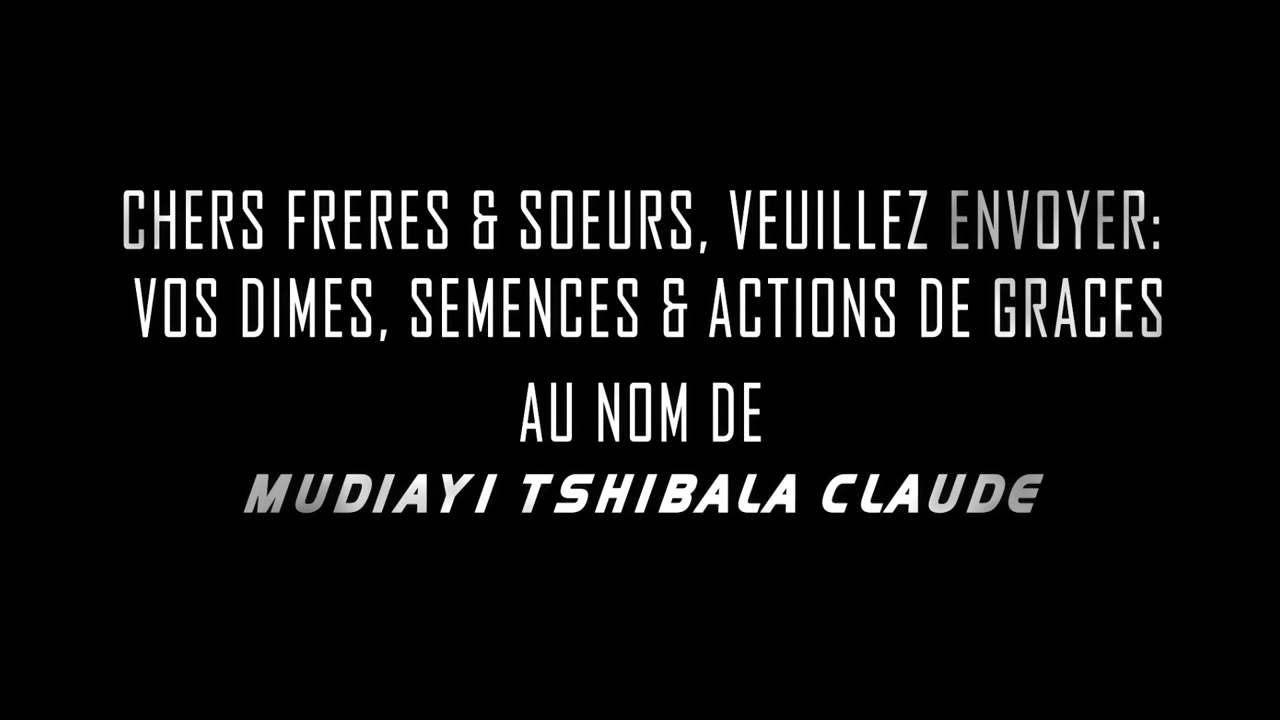 CHERS FRERES & SOEURS, VEUILLEZ ENVOYER:
VOS DIMES, SEMENCES & ACTIONS DE GRACES
AU NOM DE
MUDIAYI TSHIBALA CLAUDE